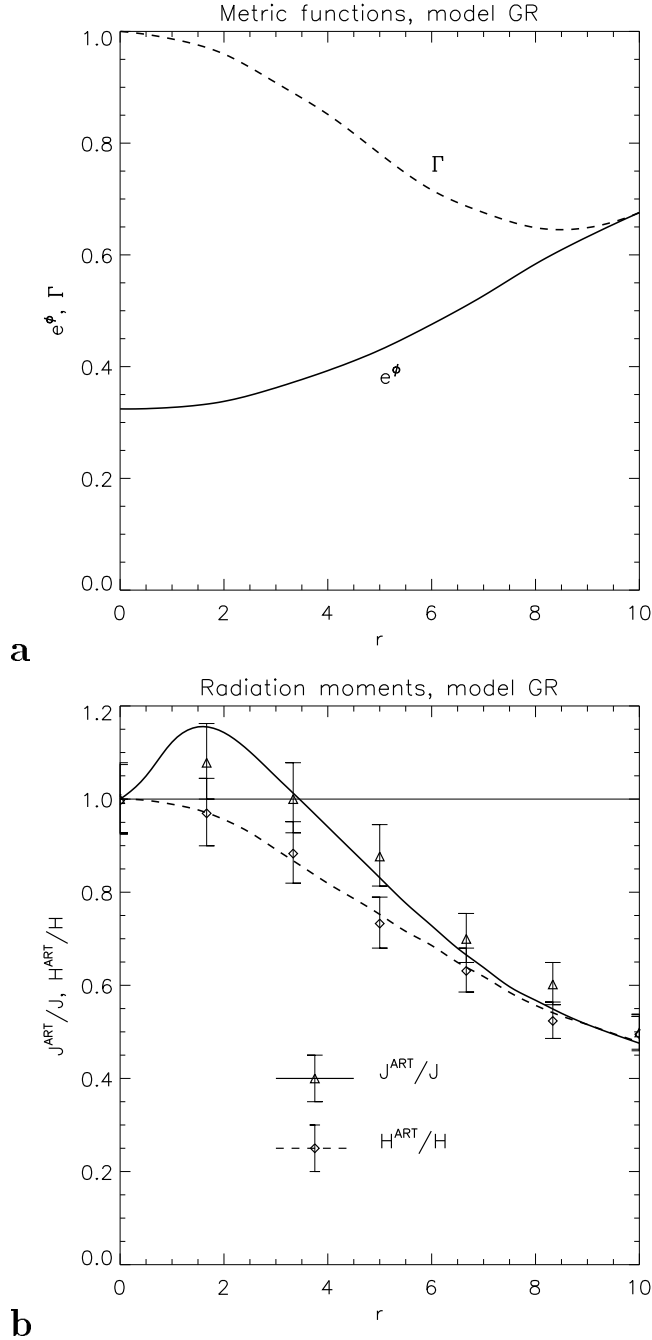 Metric functions, model GR
1.0
0.8
0.6
0.4
0.2
0.0
e^ϕ, Γ
Γ
e^ϕ
0 2 4 6 8 10
r
a
Radiation moments, model GR
1.2
1.0
0.8
0.6
0.4
0.2
0.0
J^ART/J, H^ART/H
J^ART/J
H^ART/H
0 2 4 6 8 10
r
b